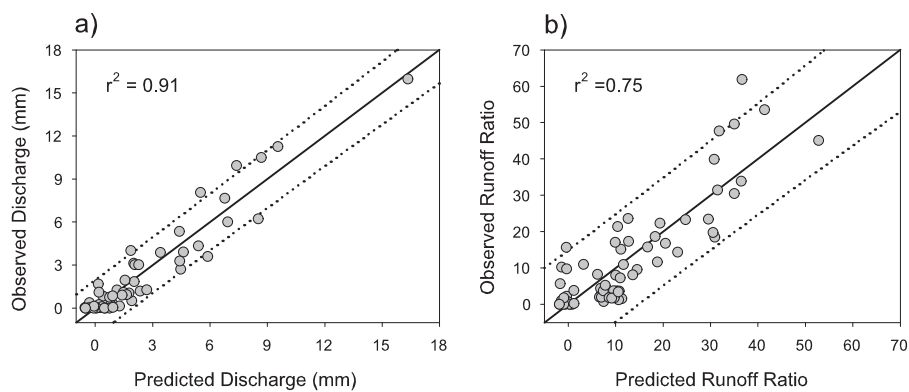 a)
r² = 0.91
Observed Discharge (mm)
18
15
12
9
6
3
0
0 3 6 9 12 15 18
Predicted Discharge (mm)
b)
r² =0.75
Observed Runoff Ratio
70
60
50
40
30
20
10
0
0 10 20 30 40 50 60 70
Predicted Runoff Ratio